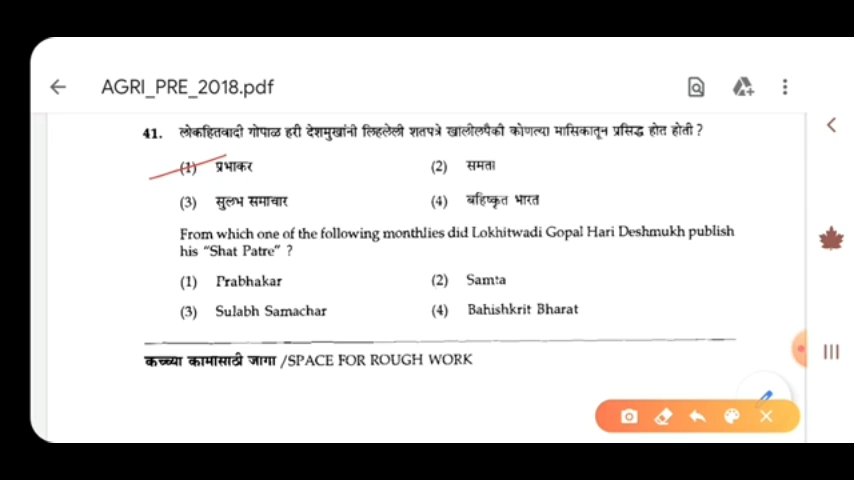 AGRI_PRE_2018.pdf
41. लोकहितवादी गोपाळ हरी देशमुखांनी लिहलेली शतपत्रे खालीलपैकी कोणत्या मासिकातून प्रसिद्ध होत होती ?
(1) प्रभाकर (2) समता
(3) सुलभ समाचार (4) बहिष्कृत भारत
From which one of the following monthlies did Lokhitwadi Gopal Hari Deshmukh publish
his “Shat Patre” ?
(1) Prabhakar (2) Samta
(3) Sulabh Samachar (4) Bahishkrit Bharat
कच्च्या कामासाठी जागा /SPACE FOR ROUGH WORK